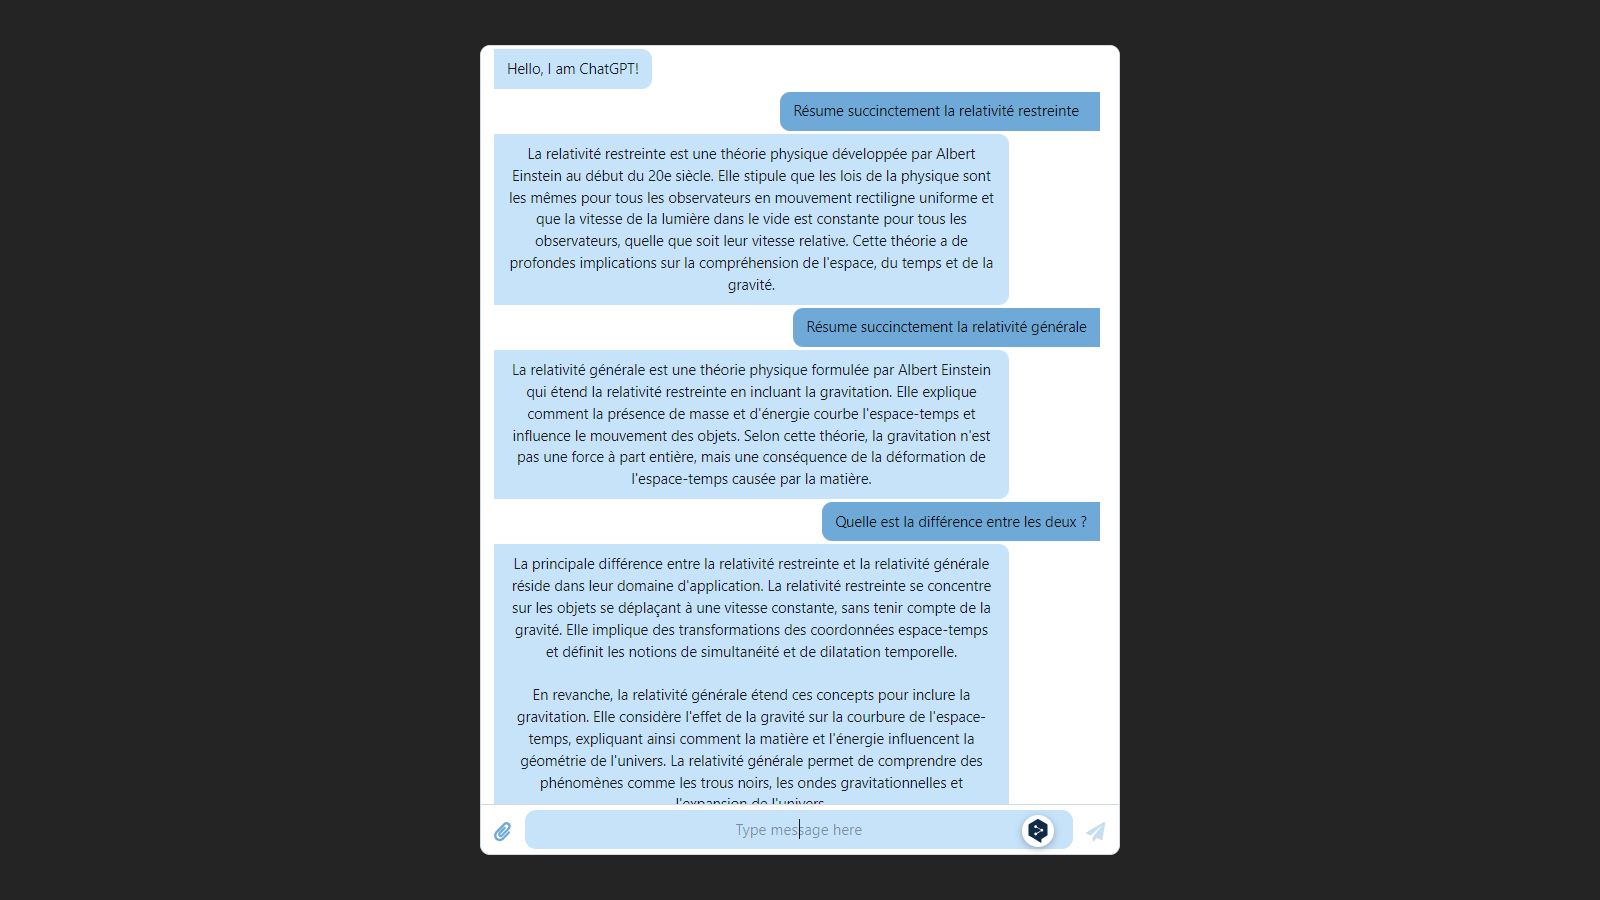 Hello, I am ChatGPT!
Résume succinctement la relativité restreinte
La relativité restreinte est une théorie physique développée par Albert
Einstein au début du 20e siècle. Elle stipule que les lois de la physique sont
les mêmes pour tous les observateurs en mouvement rectiligne uniforme et
que la vitesse de la lumière dans le vide est constante pour tous les
observateurs, quelle que soit leur vitesse relative. Cette théorie a de
profondes implications sur la compréhension de l'espace, du temps et de la
gravité.
Résume succinctement la relativité générale
La relativité générale est une théorie physique formulée par Albert Einstein
qui étend la relativité restreinte en incluant la gravitation. Elle explique
comment la présence de masse et d'énergie courbe l'espace-temps et
influence le mouvement des objets. Selon cette théorie, la gravitation n'est
pas une force à part entière, mais une conséquence de la déformation de
l'espace-temps causée par la matière.
Quelle est la différence entre les deux ?
La principale différence entre la relativité restreinte et la relativité générale
réside dans leur domaine d'application. La relativité restreinte se concentre
sur les objets se déplaçant à une vitesse constante, sans tenir compte de la
gravité. Elle implique des transformations des coordonnées espace-temps
et définit les notions de simultanéité et de dilatation temporelle.
En revanche, la relativité générale étend ces concepts pour inclure la
gravitation. Elle considère l'effet de la gravité sur la courbure de l'espace-
temps, expliquant ainsi comment la matière et l'énergie influencent la
géométrie de l'univers. La relativité générale permet de comprendre des
phénomènes comme les trous noirs, les ondes gravitationnelles et
l'expansion de l'univers.
Type message here